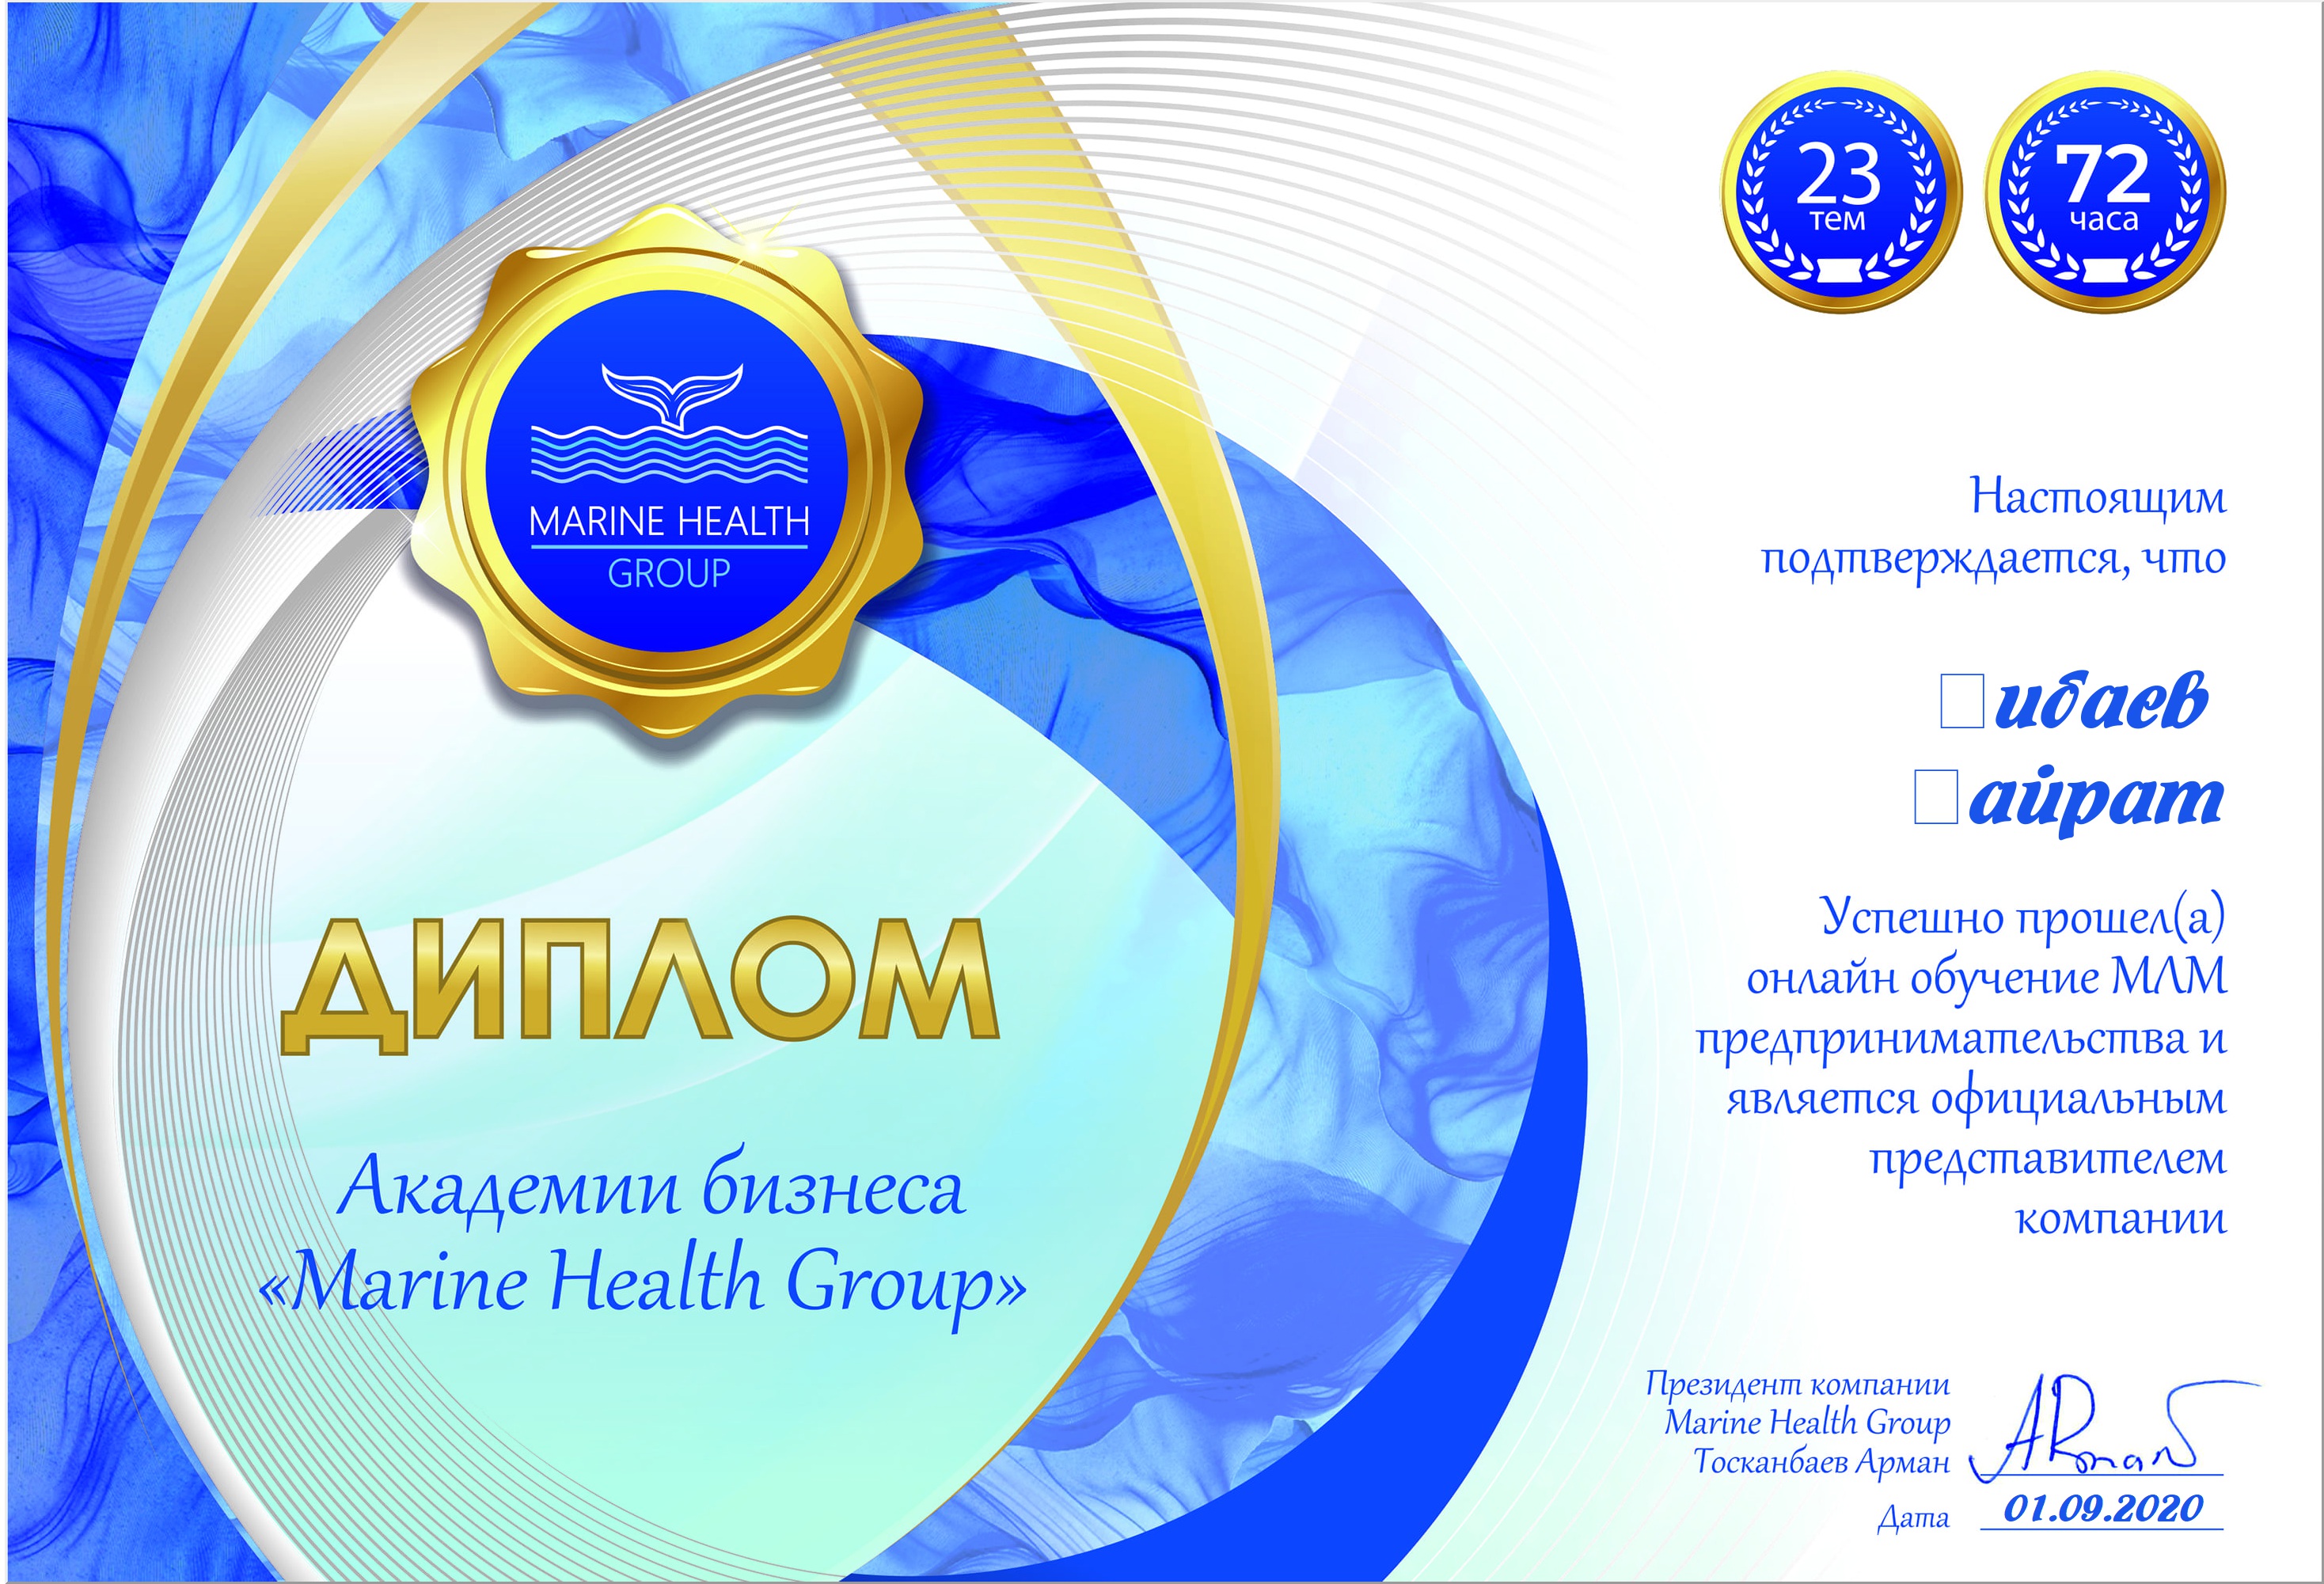 23
тем
72
часа
MARINE HEALTH
GROUP
ДИПЛОМ
Академии бизнеса
«Marine Health Group»
Настоящим
подтверждается, что
□ибаев
□айрат
Успешно прошел(а)
онлайн обучение МЛМ
предпринимательства и
является официальным
представителем
компании
Президент компании
Marine Health Group
Тосканбаев Арман
Дата
01.09.2020